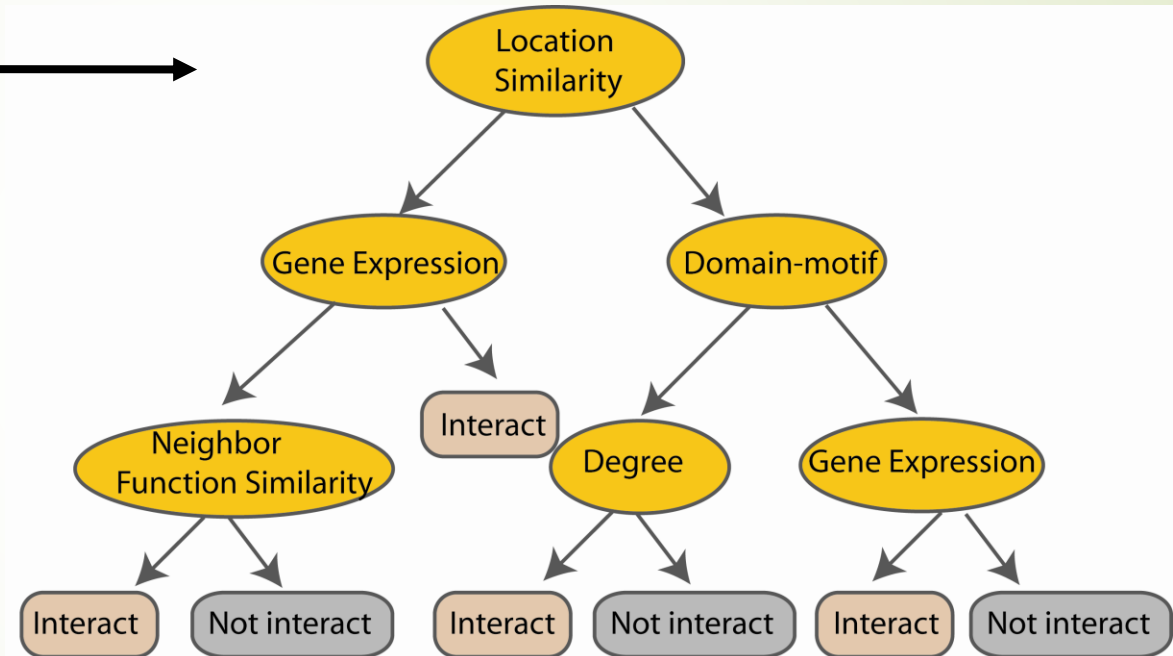 Location
Similarity
Gene Expression
Domain-motif
Interact
Neighbor
Function Similarity
Degree
Gene Expression
Interact
Not interact
Interact
Not interact
Interact
Not interact